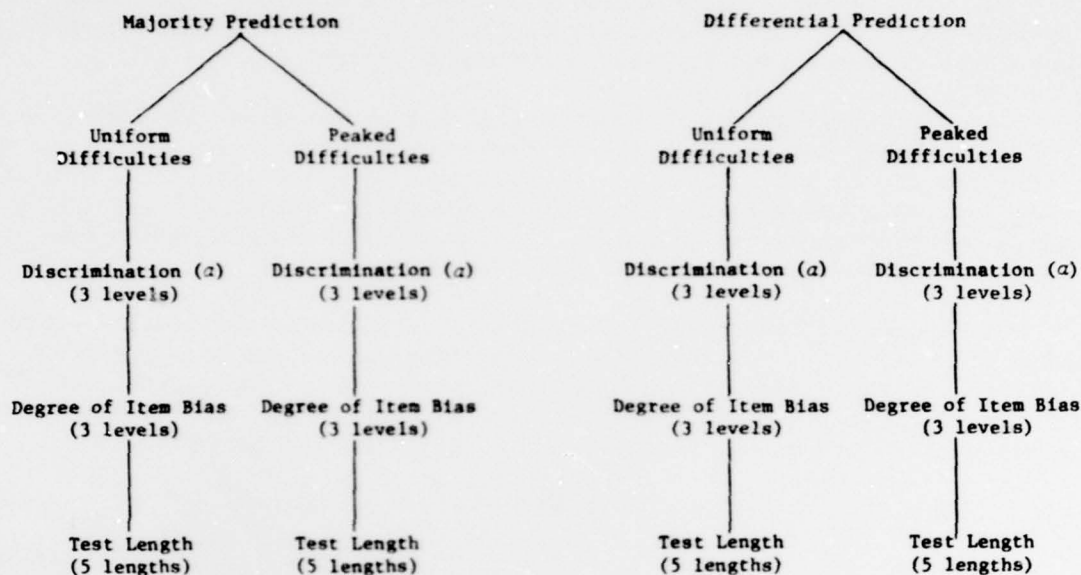 Majority Prediction
Differential Prediction
Uniform
Difficulties
Peaked
Difficulties
Uniform
Difficulties
Peaked
Difficulties
Discrimination (a)
(3 levels)
Discrimination (a)
(3 levels)
Discrimination (a)
(3 levels)
Discrimination (a)
(3 levels)
Degree of Item Bias
(3 levels)
Degree of Item Bias
(3 levels)
Degree of Item Bias
(3 levels)
Degree of Item Bias
(3 levels)
Test Length
(5 lengths)
Test Length
(5 lengths)
Test Length
(5 lengths)
Test Length
(5 lengths)